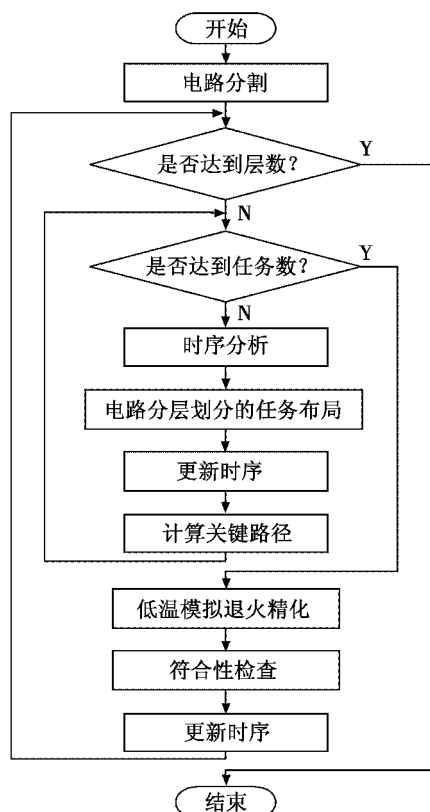 开始
电路分割
是否达到层数？
Y
N
是否达到任务数？
Y
N
时序分析
电路分层划分的任务布局
更新时序
计算关键路径
低温模拟退火精化
符合性检查
更新时序
结束